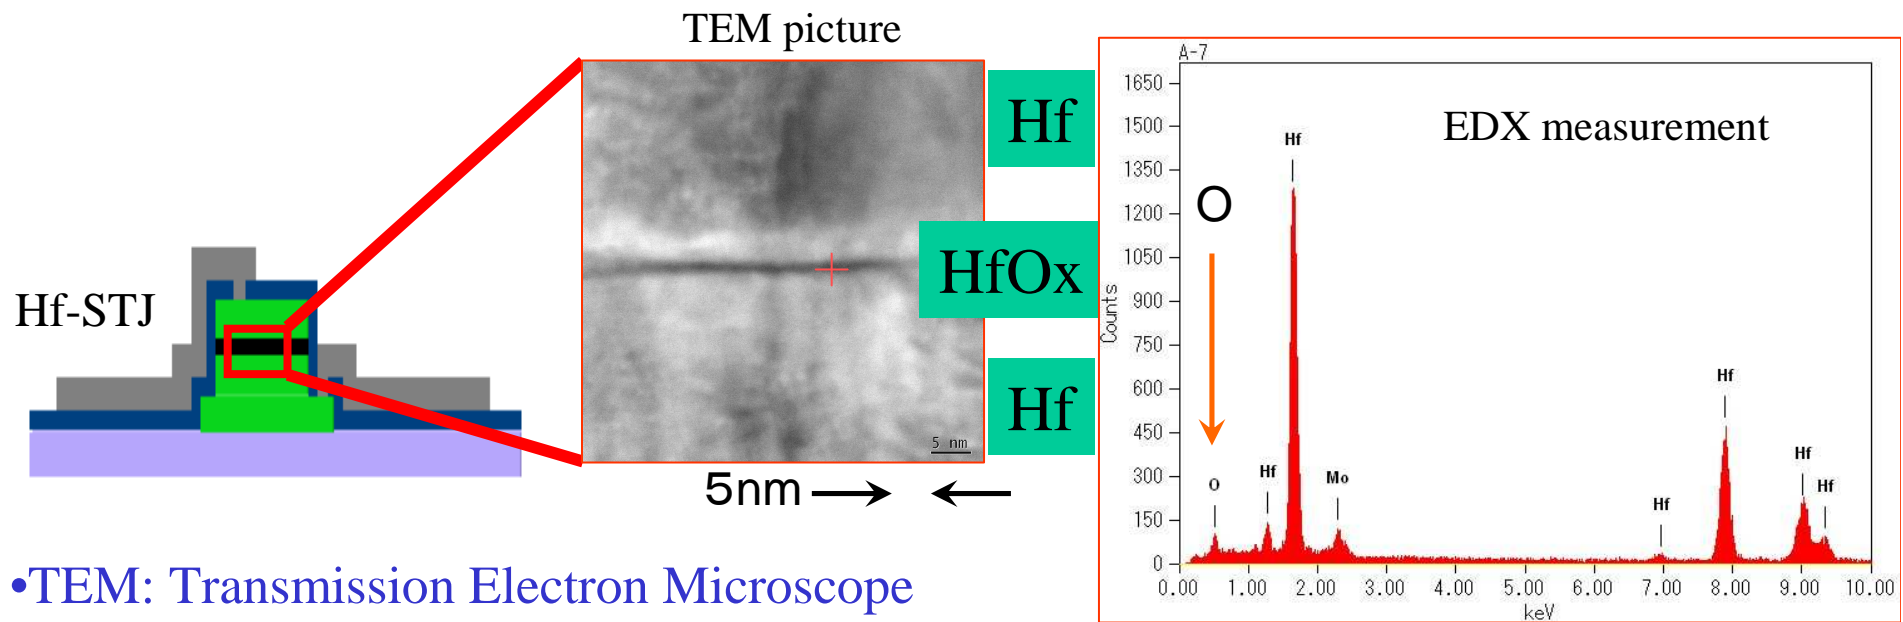 TEM picture
Hf-STJ
Hf
HfOx
Hf
5 nm
5nm
•TEM: Transmission Electron Microscope
A-7
EDX measurement
O
Counts
1650
1500
1350
1200
1050
900
750
600
450
300
150
0
O
Hf
Hf
Mo
Hf
Hf
Hf
Hf
0.00 1.00 2.00 3.00 4.00 5.00 6.00 7.00 8.00 9.00 10.00
keV